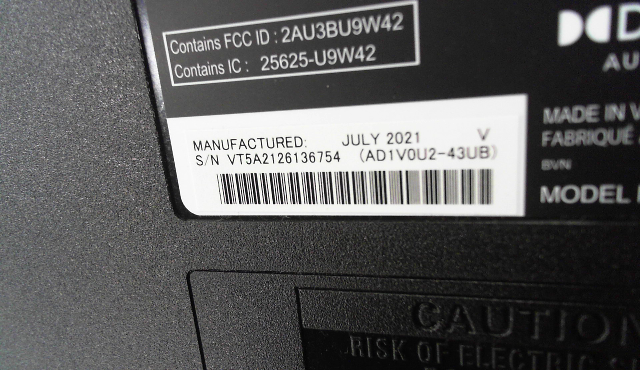 Contains FCC ID : 2AU3BU9W42
Contains IC : 25625-U9W42
AU
MADE IN V
FABRIQUÉ
BVN
MODEL
MANUFACTURED: JULY 2021 V
S/N VT5A2126136754 (AD1V0U2-43UB)
CAUTION
RISK OF ELECTRIC